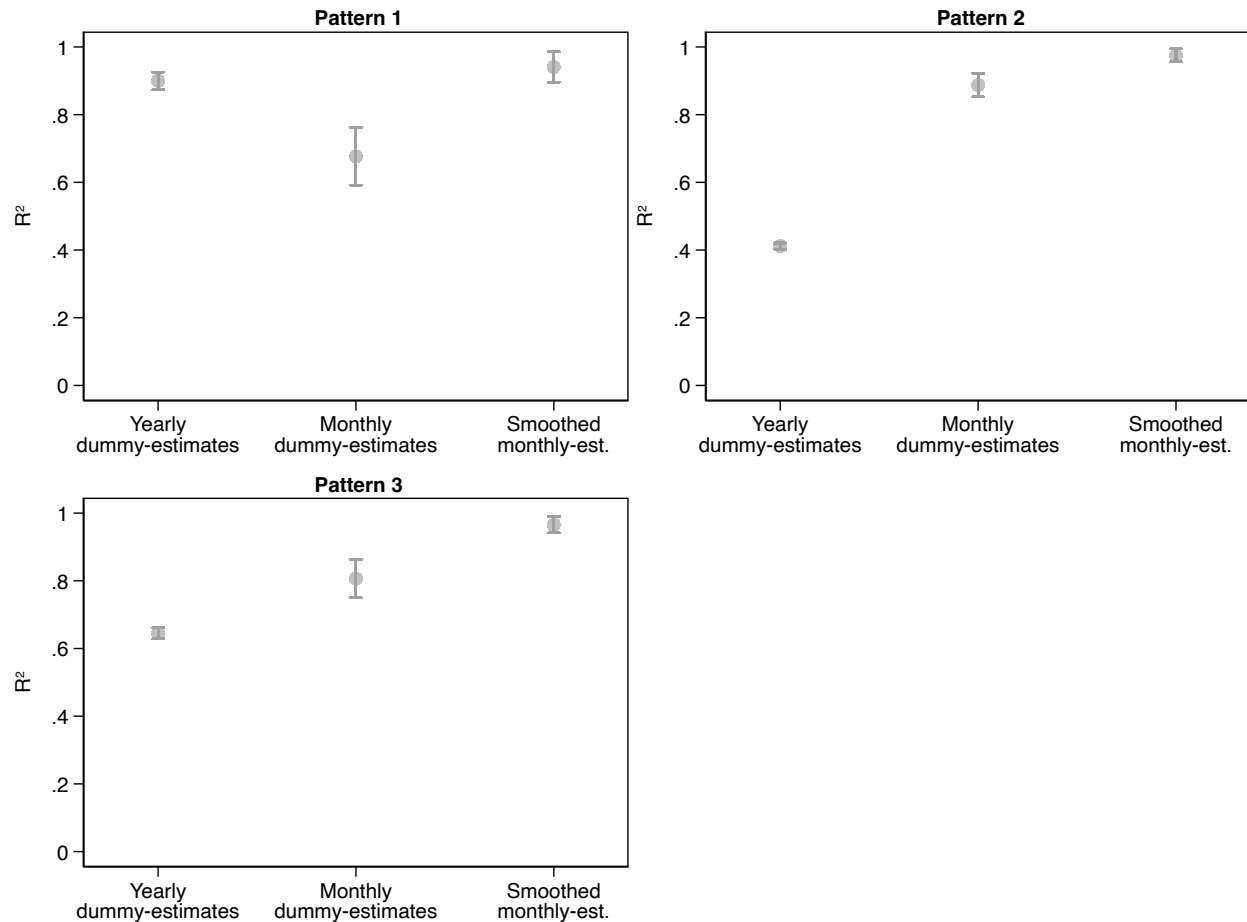 Pattern 1
1
.8
.6
.4
.2
0
R²
Yearly
dummy-estimates
Monthly
dummy-estimates
Smoothed
monthly-est.
Pattern 2
1
.8
.6
.4
.2
0
R²
Yearly
dummy-estimates
Monthly
dummy-estimates
Smoothed
monthly-est.
Pattern 3
1
.8
.6
.4
.2
0
R²
Yearly
dummy-estimates
Monthly
dummy-estimates
Smoothed
monthly-est.